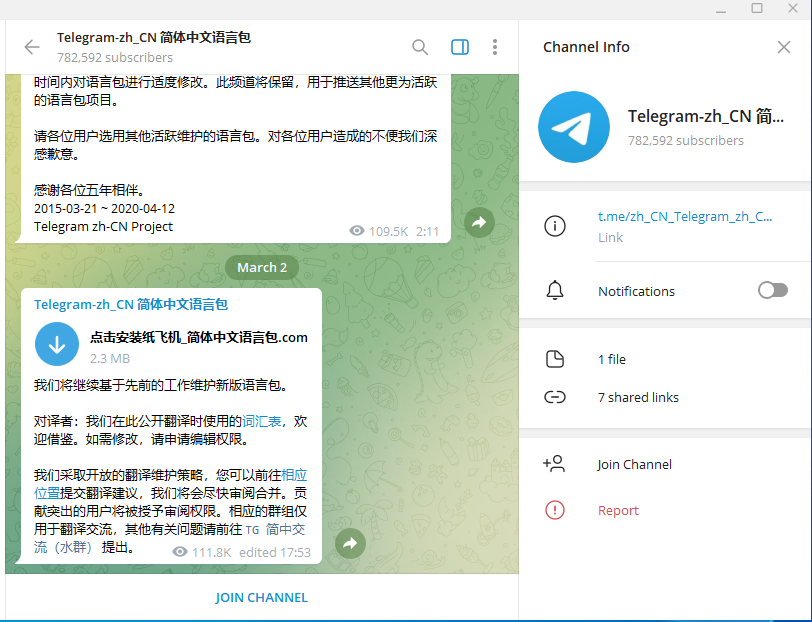 Telegram-zh_CN 简体中文语言包
782,592 subscribers
时间内对语言包进行适度修改。此频道将保留，用于推送其他更为活跃
的语言包项目。
请各位用户选用其他活跃维护的语言包。对各位用户造成的不便我们深
感歉意。
感谢各位五年相伴。
2015-03-21 ~ 2020-04-12
Telegram zh-CN Project
109.5K 2:11
March 2
Telegram-zh_CN 简体中文语言包
点击安装纸飞机_简体中文语言包.com
2.3 MB
我们将继续基于先前的工作维护新版语言包。
对译者：我们在此公开翻译时使用的词汇表，欢
迎借鉴。如需修改，请申请编辑权限。
我们采取开放的翻译维护策略，您可以前往相应
位置提交翻译建议，我们将会尽快审阅合并。贡
献突出的用户将被授予审阅权限。相应的群组仅
用于翻译交流，其他有关问题请前往 TG 简中交
流（水群） 提出。
111.8K edited 17:53
JOIN CHANNEL
Channel Info
Telegram-zh_CN 简...
782,592 subscribers
t.me/zh_CN_Telegram_zh_C...
Link
Notifications
1 file
7 shared links
Join Channel
Report